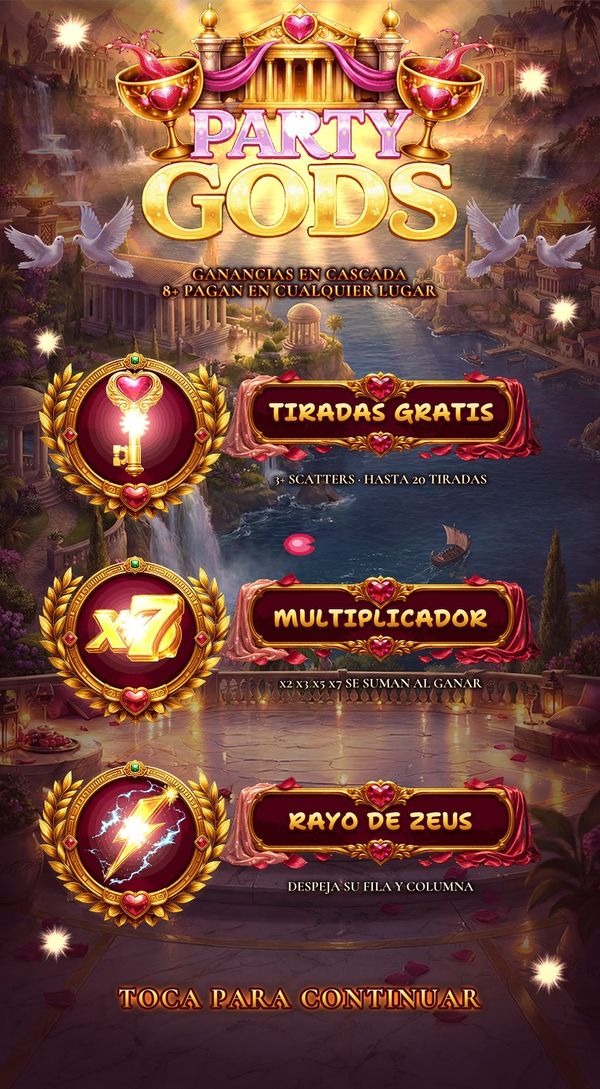 PARTY
GODS
GANANCIAS EN CASCADA
8+ PAGAN EN CUALQUIER LUGAR
TIRADAS GRATIS
3+ SCATTERS · HASTA 20 TIRADAS
x7
MULTIPLICADOR
x2 x3 x5 x7 SE SUMAN AL GANAR
RAYO DE ZEUS
DESPEJA SU FILA Y COLUMNA
TOCA PARA CONTINUAR